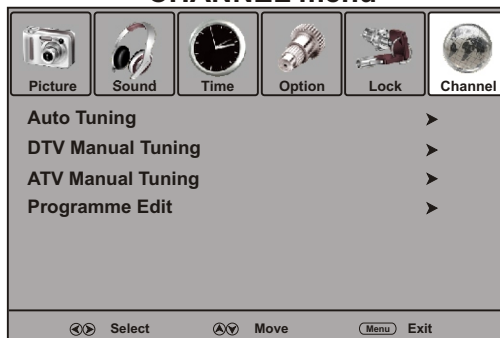 CHANNEL Menu
Picture Sound Time Option Lock Channel
Auto Tuning
DTV Manual Tuning
ATV Manual Tuning
Programme Edit
Select Move Menu Exit